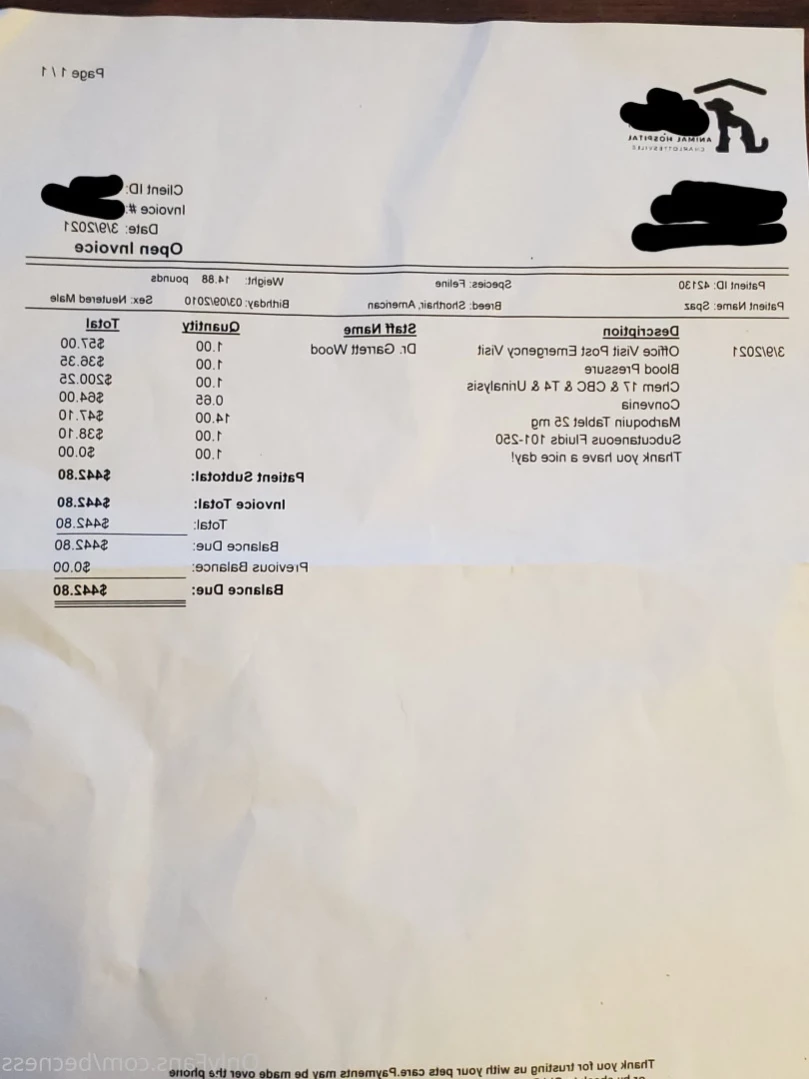 ANIMAL HOSPITAL
CHARLOTTESVILLE
Page 1 / 1
Client ID:
Invoice #:
Date: 3/9/2021
Open Invoice
Patient ID: 42130 Species: Feline Weight: 14.88 pounds
Patient Name: Spaz Breed: Shorthair, American Birthday: 03/09/2010 Sex: Neutered Male
Description Staff Name Quantity Total
3/9/2021 Office Visit Post Emergency Visit Dr. Garrett Wood 1.00 $57.00
Blood Pressure 1.00 $36.35
Chem 17 & CBC & T4 & Urinalysis 1.00 $200.25
Convenia 0.65 $64.00
Marboquin Tablet 25 mg 14.00 $47.10
Subcutaneous Fluids 101-250 1.00 $38.10
Thank you have a nice day! 1.00 $0.00
Patient Subtotal: $442.80
Invoice Total: $442.80
Total: $442.80
Balance Due: $442.80
Previous Balance: $0.00
Balance Due: $442.80
Thank you for trusting us with your pets care.Payments may be made over the phone
OnlyFans.com/becness